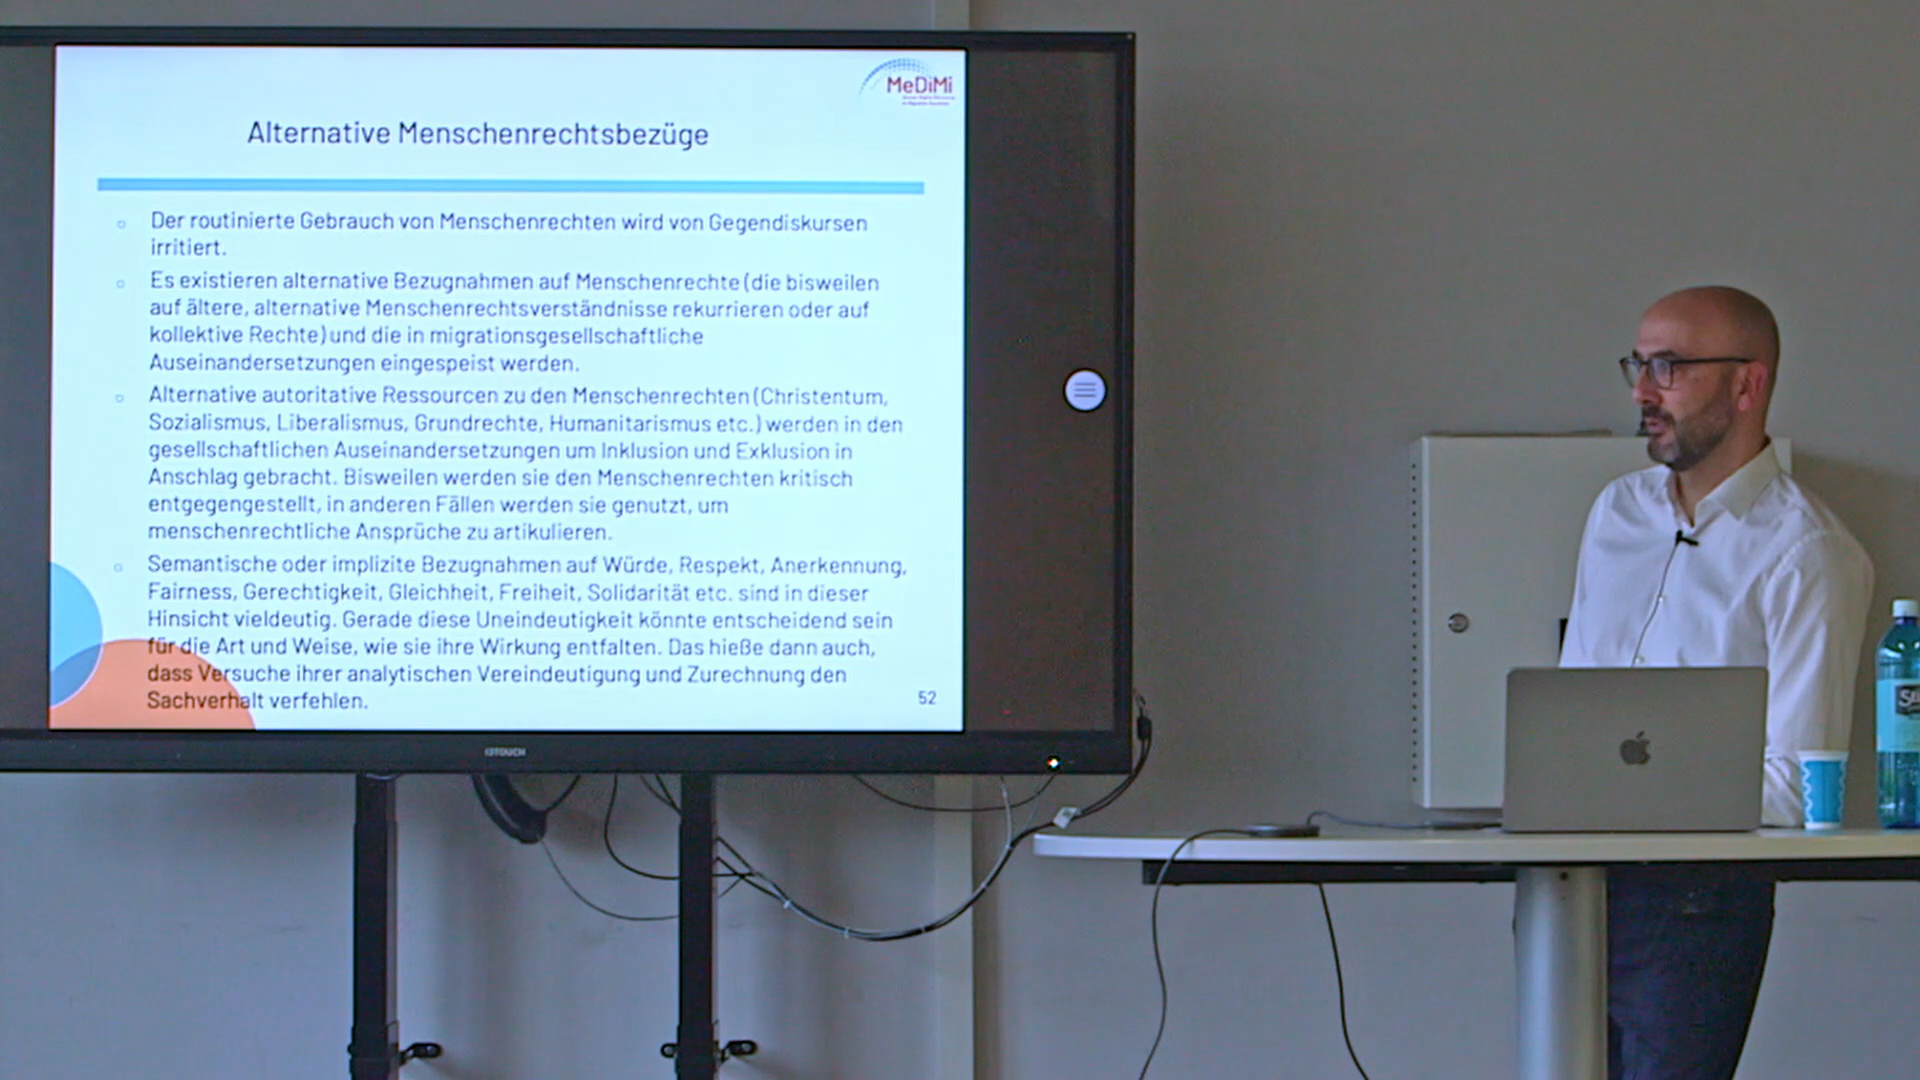 MeDiMi
Alternative Menschenrechtsbezüge
Der routinierte Gebrauch von Menschenrechten wird von Gegendiskursen
irritiert.
Es existieren alternative Bezugnahmen auf Menschenrechte (die bisweilen
auf ältere, alternative Menschenrechtsverständnisse rekurrieren oder auf
kollektive Rechte) und die in migrationsgesellschaftliche
Auseinandersetzungen eingespeist werden.
Alternative autoritative Ressourcen zu den Menschenrechten (Christentum,
Sozialismus, Liberalismus, Grundrechte, Humanitarismus etc.) werden in den
gesellschaftlichen Auseinandersetzungen um Inklusion und Exklusion in
Anschlag gebracht. Bisweilen werden sie den Menschenrechten kritisch
entgegengestellt, in anderen Fällen werden sie genutzt, um
menschenrechtliche Ansprüche zu artikulieren.
Semantische oder implizite Bezugnahmen auf Würde, Respekt, Anerkennung,
Fairness, Gerechtigkeit, Gleichheit, Freiheit, Solidarität etc. sind in dieser
Hinsicht vieldeutig. Gerade diese Uneindeutigkeit könnte entscheidend sein
für die Art und Weise, wie sie ihre Wirkung entfalten. Das hieße dann auch,
dass Versuche ihrer analytischen Vereindeutigung und Zurechnung den
Sachverhalt verfehlen.
52
i3TOUCH